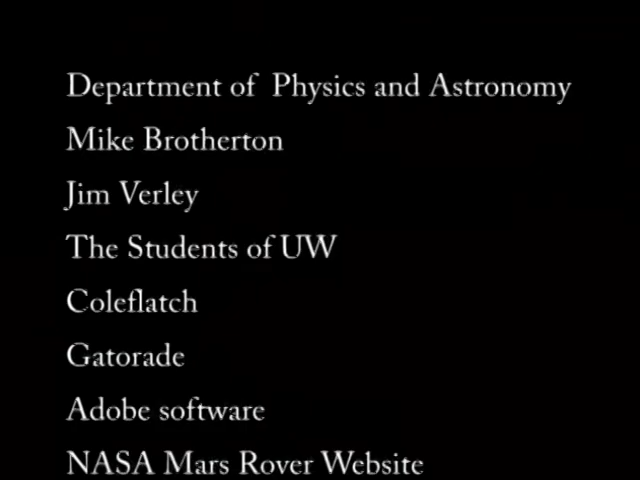 Department of Physics and Astronomy
Mike Brotherton
Jim Verley
The Students of UW
Coleflatch
Gatorade
Adobe software
NASA Mars Rover Website